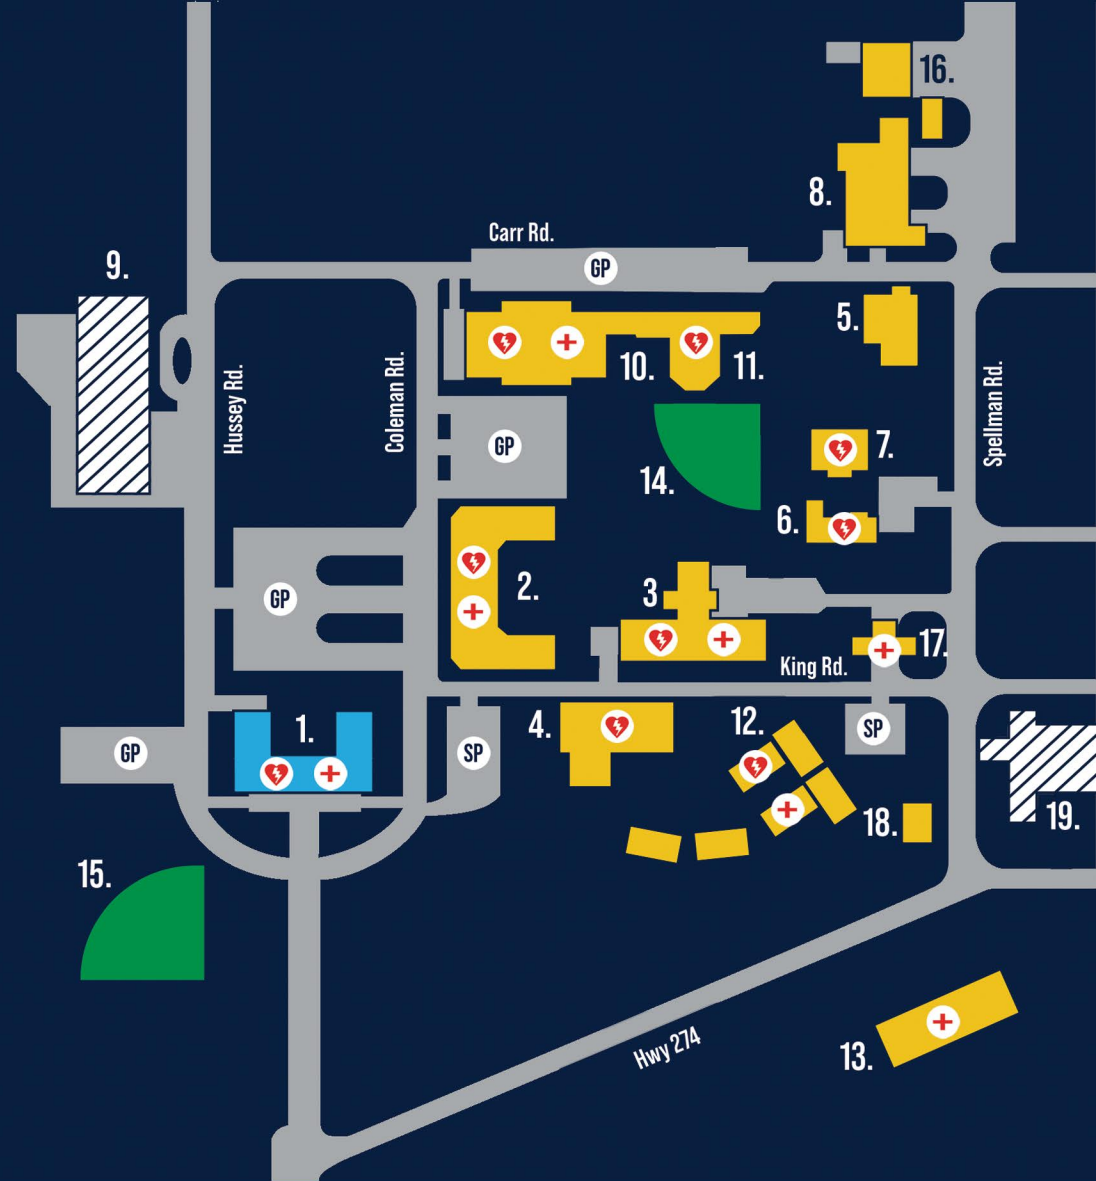 16.
8.
Carr Rd.
GP
9.
5.
10.
11.
Hussey Rd.
Coleman Rd.
Spellman Rd.
GP
7.
14.
6.
2.
3
GP
17.
King Rd.
1.
4.
12.
SP
GP
SP
18.
19.
15.
Hwy 274
13.